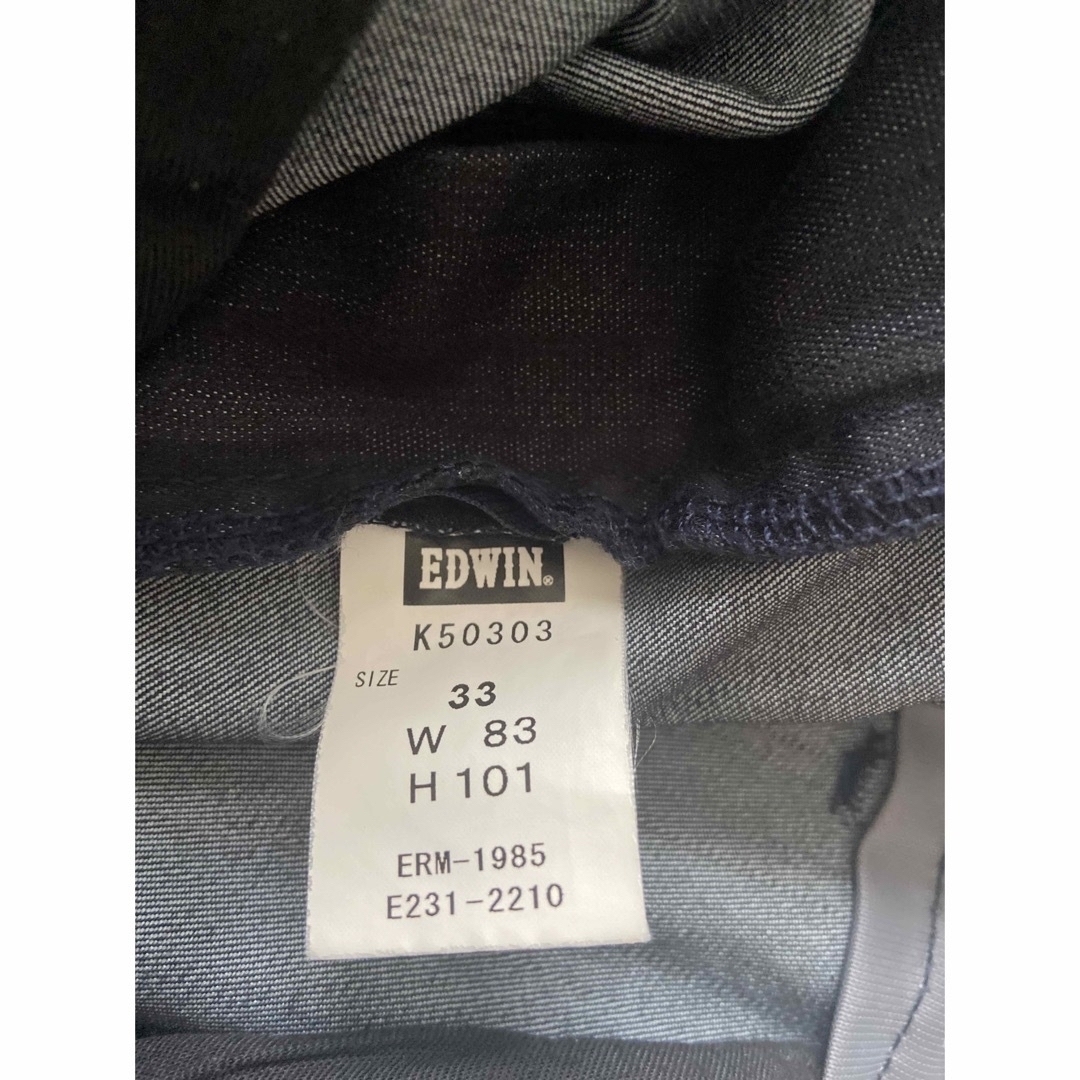 EDWIN®
K50303
SIZE 33
W 83
H 101
ERM-1985
E231-2210